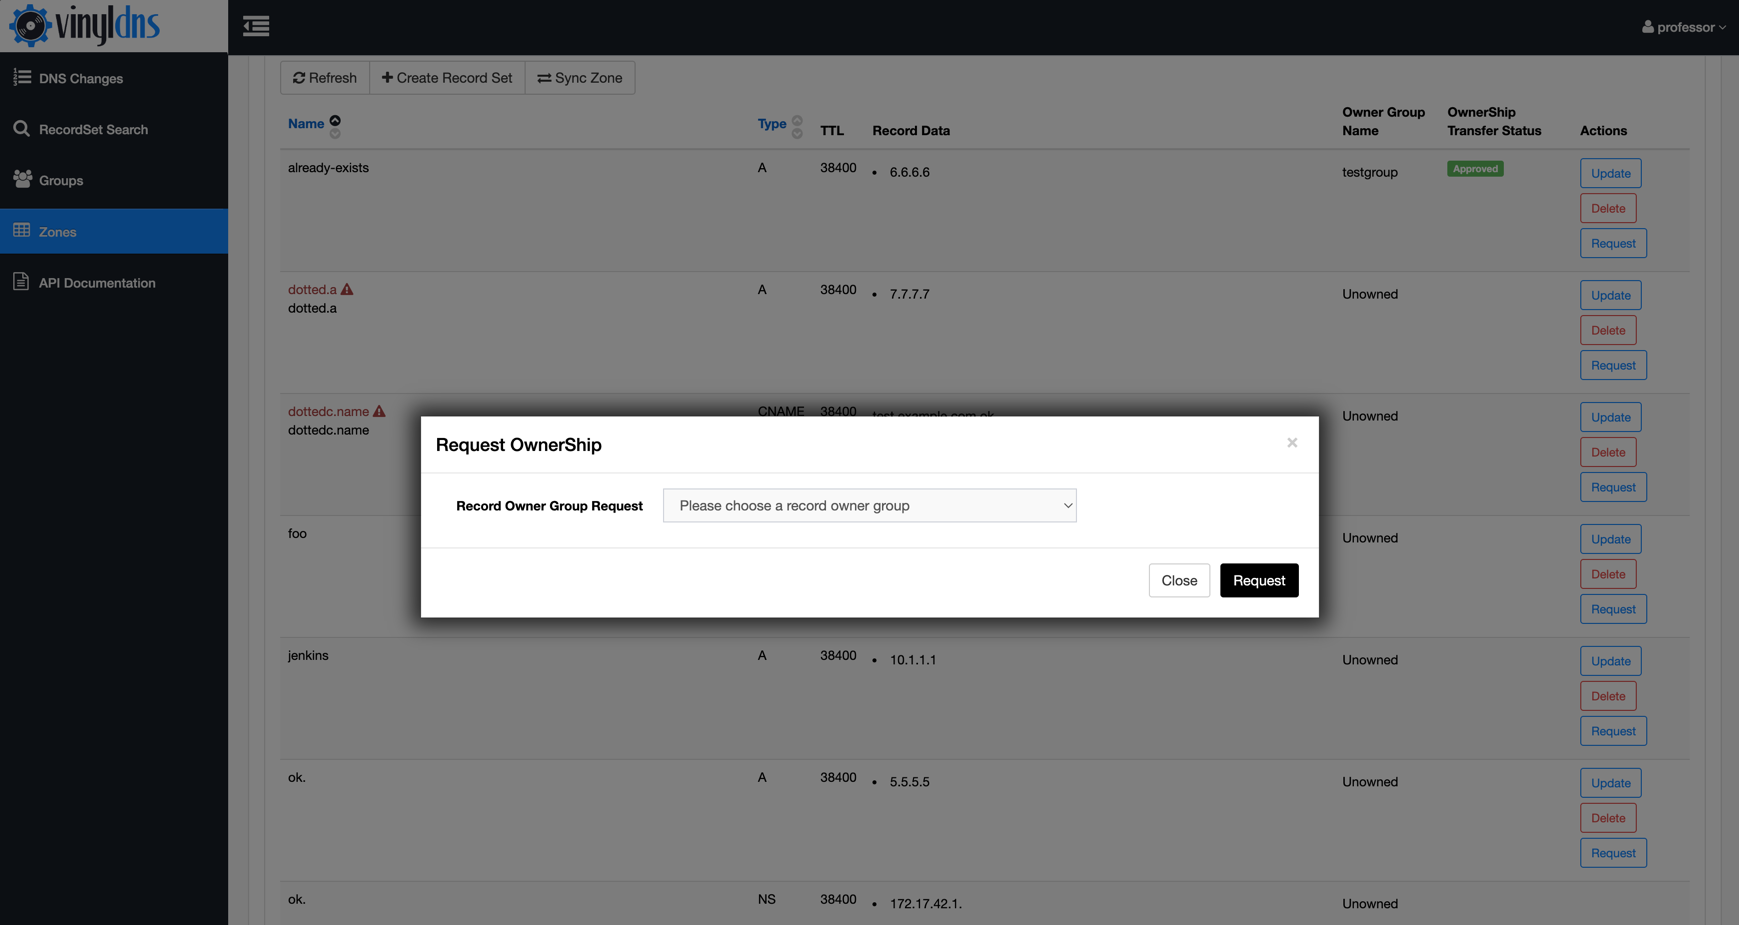 vinyldns
professor
DNS Changes
RecordSet Search
Groups
Zones
API Documentation
Refresh
Create Record Set
Sync Zone
Name Type TTL Record Data Owner Group Name OwnerShip Transfer Status Actions
already-exists A 38400 • 6.6.6.6 testgroup Approved Update
Delete
Request
dotted.a A 38400 • 7.7.7.7 Unowned Update
dotted.a
Delete
Request
dottedc.name CNAME 38400 test.example.com.ok. Unowned Update
dottedc.name
Delete
Request
Request OwnerShip ×
Record Owner Group Request Please choose a record owner group
Close Request
foo Unowned Update
Delete
Request
jenkins A 38400 • 10.1.1.1 Unowned Update
Delete
Request
ok. A 38400 • 5.5.5.5 Unowned Update
Delete
Request
ok. NS 38400 • 172.17.42.1. Unowned